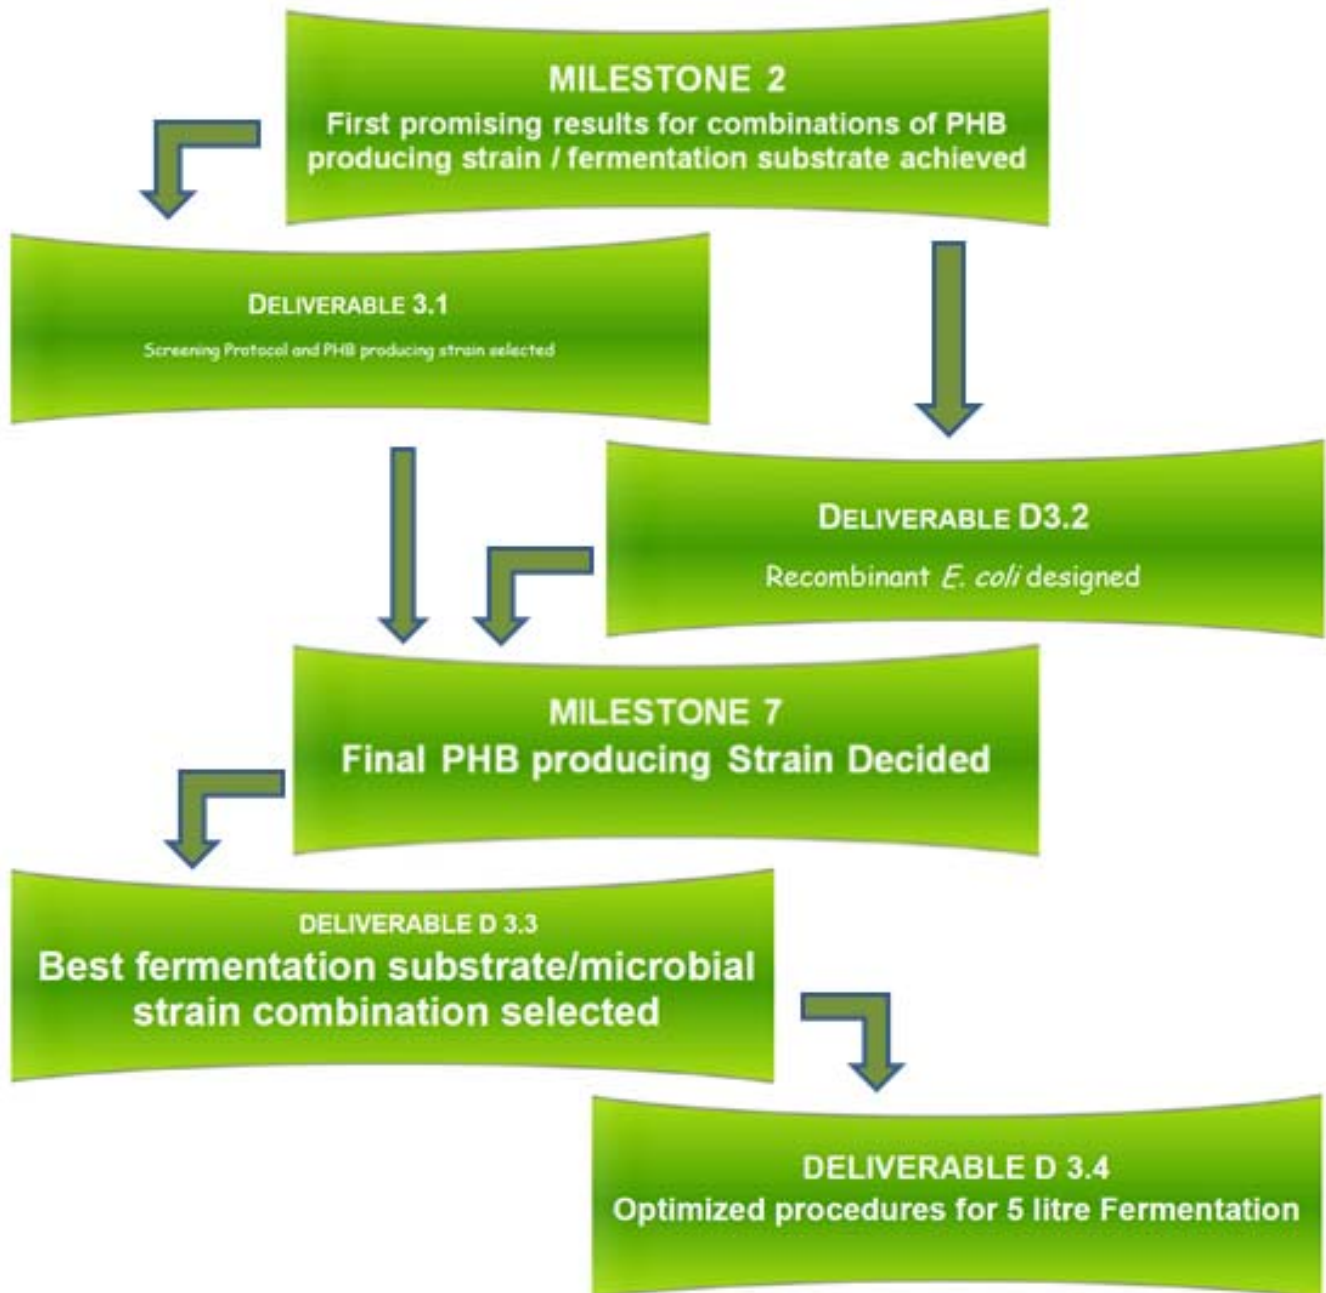 MILESTONE 2
First promising results for combinations of PHB
producing strain / fermentation substrate achieved
DELIVERABLE 3.1
Screening Protocol and PHB producing strain selected
DELIVERABLE D3.2
Recombinant E. coli designed
MILESTONE 7
Final PHB producing Strain Decided
DELIVERABLE D 3.3
Best fermentation substrate/microbial
strain combination selected
DELIVERABLE D 3.4
Optimized procedures for 5 litre Fermentation